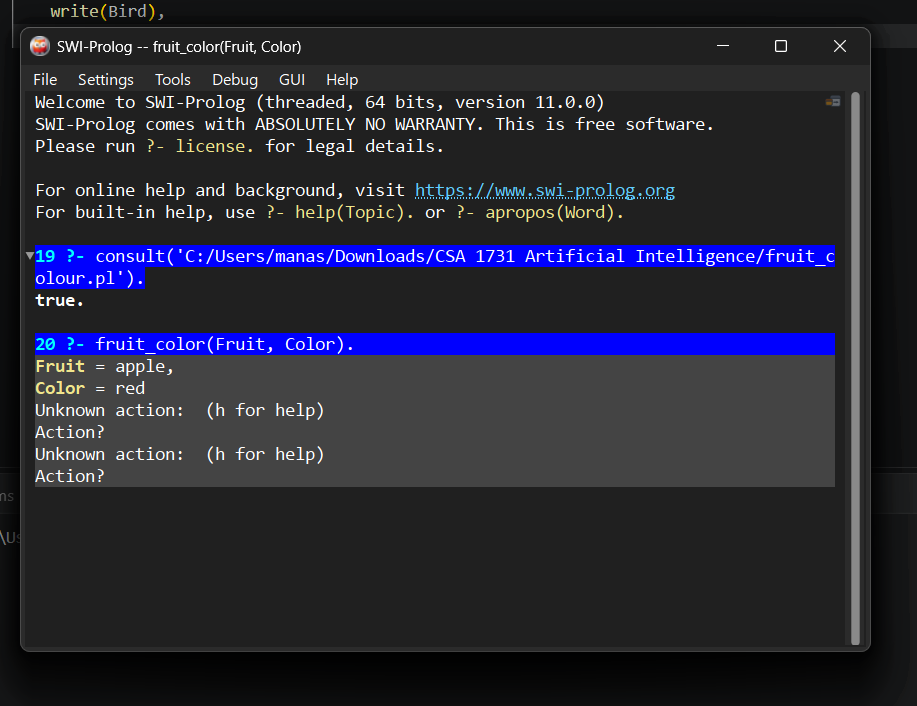 write(Bird),
SWI-Prolog -- fruit_color(Fruit, Color)
File Settings Tools Debug GUI Help
Welcome to SWI-Prolog (threaded, 64 bits, version 11.0.0)
SWI-Prolog comes with ABSOLUTELY NO WARRANTY. This is free software.
Please run ?- license. for legal details.
For online help and background, visit https://www.swi-prolog.org
For built-in help, use ?- help(Topic). or ?- apropos(Word).
19 ?- consult('C:/Users/manas/Downloads/CSA 1731 Artificial Intelligence/fruit_c
olour.pl').
true.
20 ?- fruit_color(Fruit, Color).
Fruit = apple,
Color = red
Unknown action:  (h for help)
Action?
Unknown action:  (h for help)
Action?
ms
\Us